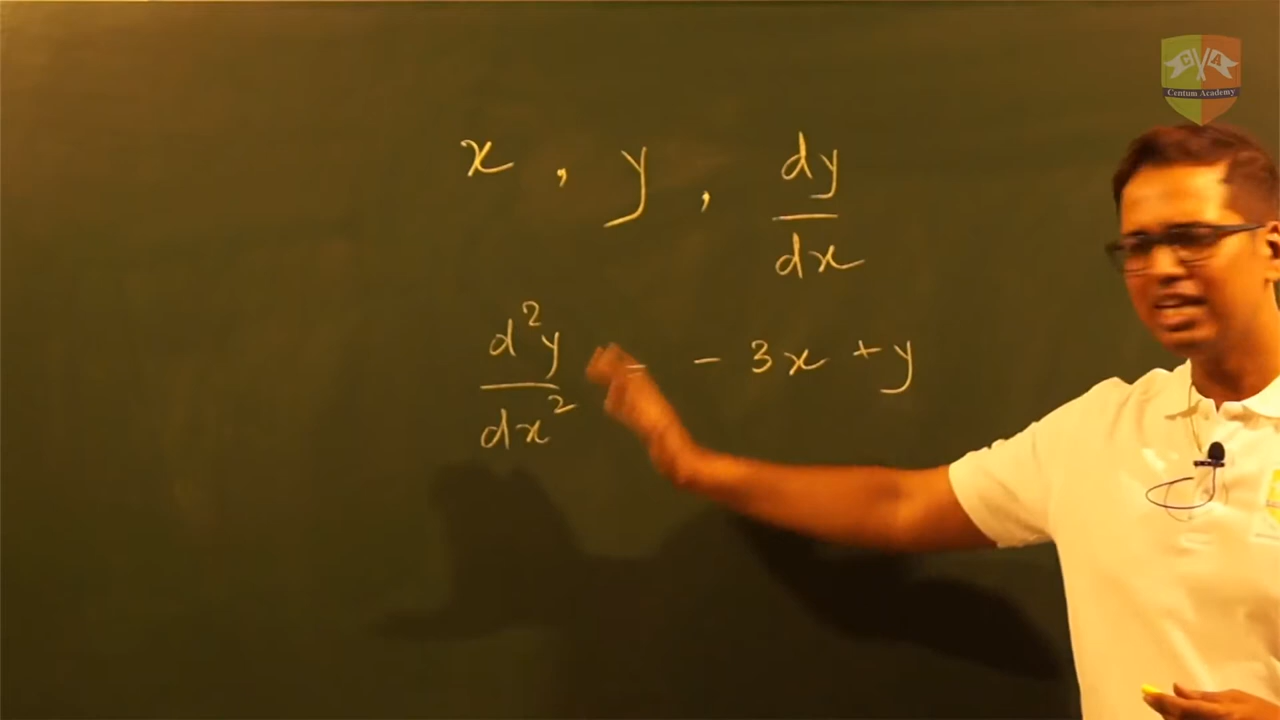 C A
Centum Academy
x , y , dy/dx
d²y/dx² = - 3x + y